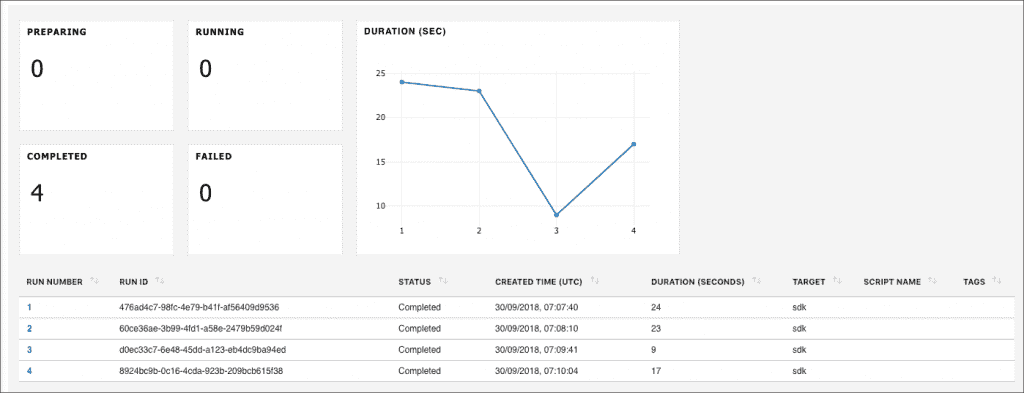 PREPARING
0
RUNNING
0
COMPLETED
4
FAILED
0
DURATION (SEC)
25
20
15
10
1 2 3 4
RUN NUMBER RUN ID STATUS CREATED TIME (UTC) DURATION (SECONDS) TARGET SCRIPT NAME TAGS
1 476ad4c7-98fc-4e79-b41f-af56409d9536 Completed 30/09/2018, 07:07:40 24 sdk
2 60ce36ae-3b99-4fd1-a58e-2479b59d024f Completed 30/09/2018, 07:08:10 23 sdk
3 d0ec33c7-6e48-45dd-a123-eb4dc9ba94ed Completed 30/09/2018, 07:09:41 9 sdk
4 8924bc9b-0c16-4cda-923b-209bcb615f38 Completed 30/09/2018, 07:10:04 17 sdk